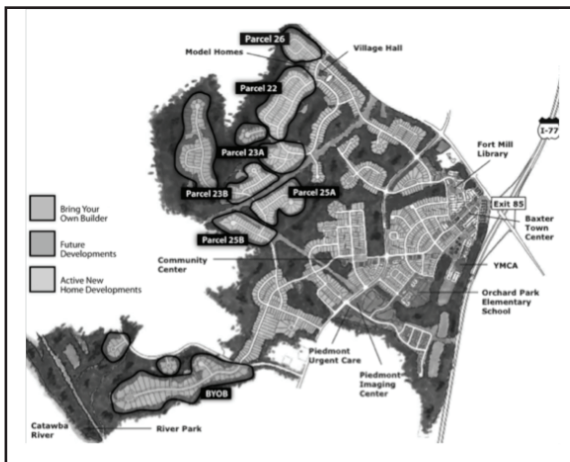 Parcel 26
Model Homes
Village Hall
Parcel 22
I-77
Fort Mill
Library
Parcel 23A
Parcel 23B
Parcel 25A
Exit 85
Bring Your
Own Builder
Baxter
Town Center
Parcel 25B
Future
Developments
Community
Center
YMCA
Active New
Home Developments
Orchard Park
Elementary
School
Piedmont
Urgent Care
Piedmont
Imaging
Center
BYOB
Catawba
River
River Park